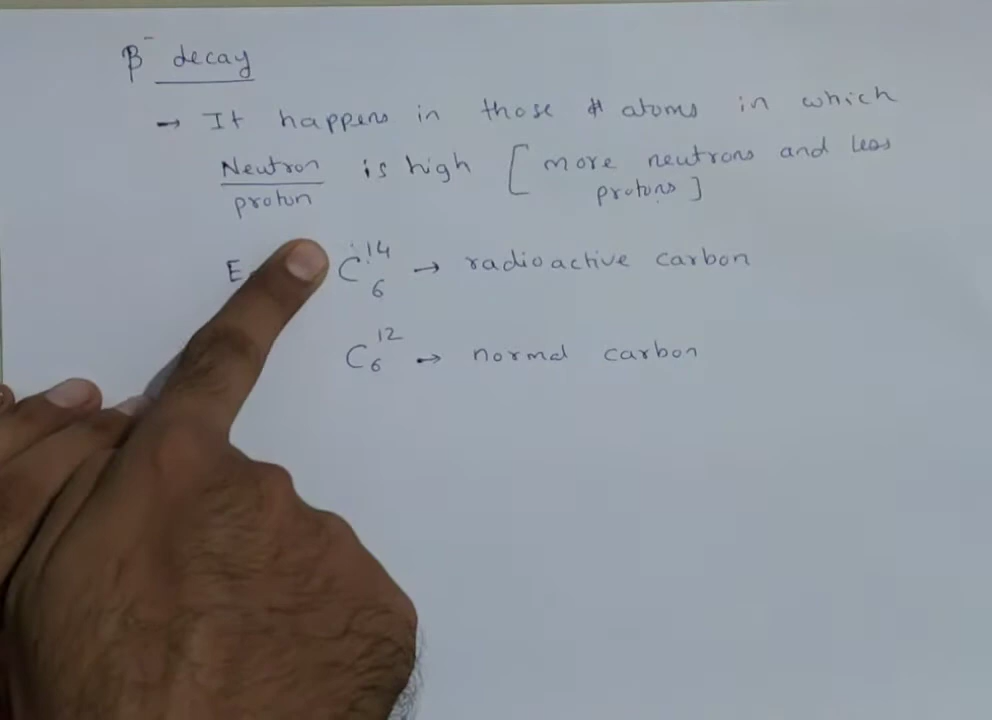 β⁻ decay
→ It happens in those atoms in which
Neutron is high [ more neutrons and less
proton protons ]
E C¹⁴₆ → radioactive carbon
C¹²₆ → normal carbon